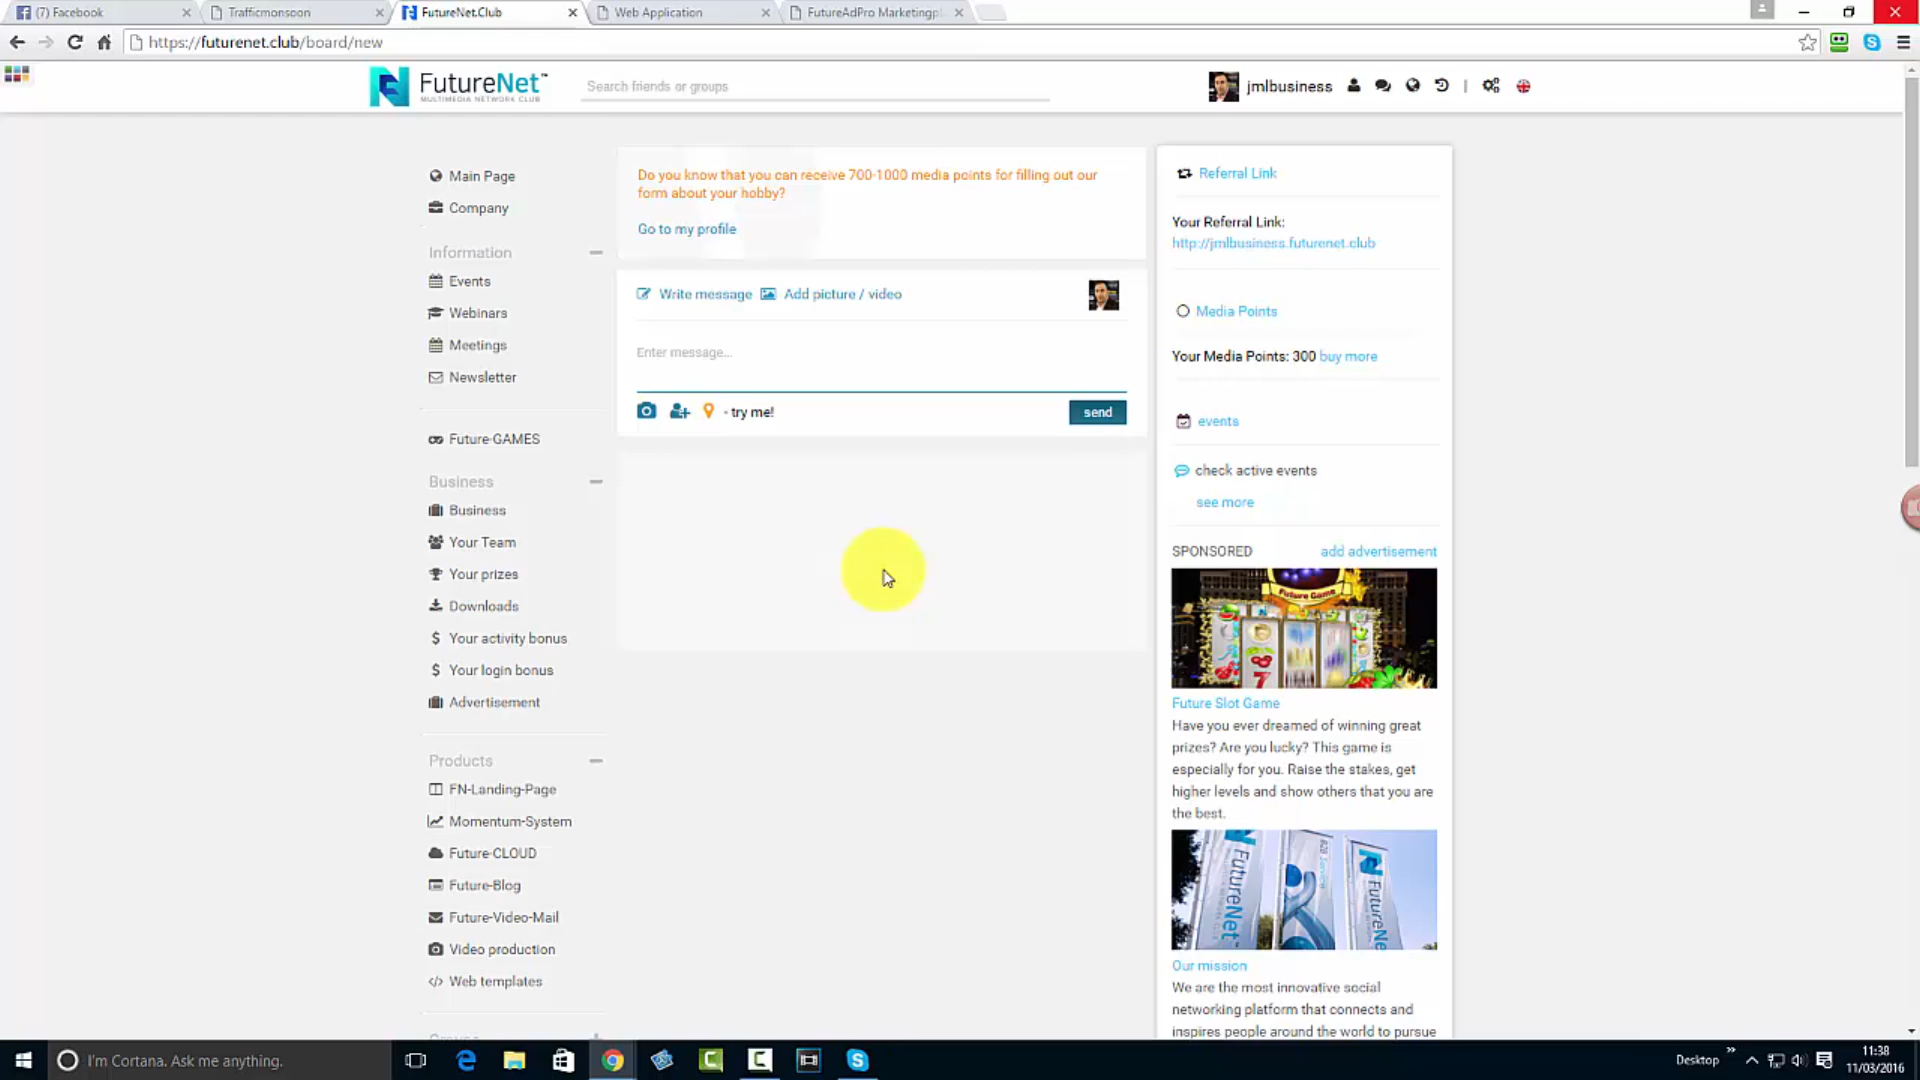 (7) Facebook
Trafficmonsoon
FutureNet.Club
Web Application
FutureAdPro Marketingpl
https://futurenet.club/board/new
FutureNet™
MULTIMEDIA NETWORK CLUB
Search friends or groups
jmlbusiness
Main Page
Company
Information
Events
Webinars
Meetings
Newsletter
Future-GAMES
Business
Business
Your Team
Your prizes
Downloads
Your activity bonus
Your login bonus
Advertisement
Products
FN-Landing-Page
Momentum-System
Future-CLOUD
Future-Blog
Future-Video-Mail
Video production
Web templates
Do you know that you can receive 700-1000 media points for filling out our
form about your hobby?
Go to my profile
Write message
Add picture / video
Enter message...
- try me!
send
Referral Link
Your Referral Link:
http://jmlbusiness.futurenet.club
Media Points
Your Media Points: 300 buy more
events
check active events
see more
SPONSORED
add advertisement
Future Game
7
Future Slot Game
Have you ever dreamed of winning great
prizes? Are you lucky? This game is
especially for you. Raise the stakes, get
higher levels and show others that you are
the best.
FutureNet
B2B Service
FutureNe
Our mission
We are the most innovative social
networking platform that connects and
inspires people around the world to pursue
I'm Cortana. Ask me anything.
Desktop
11:38
11/03/2016